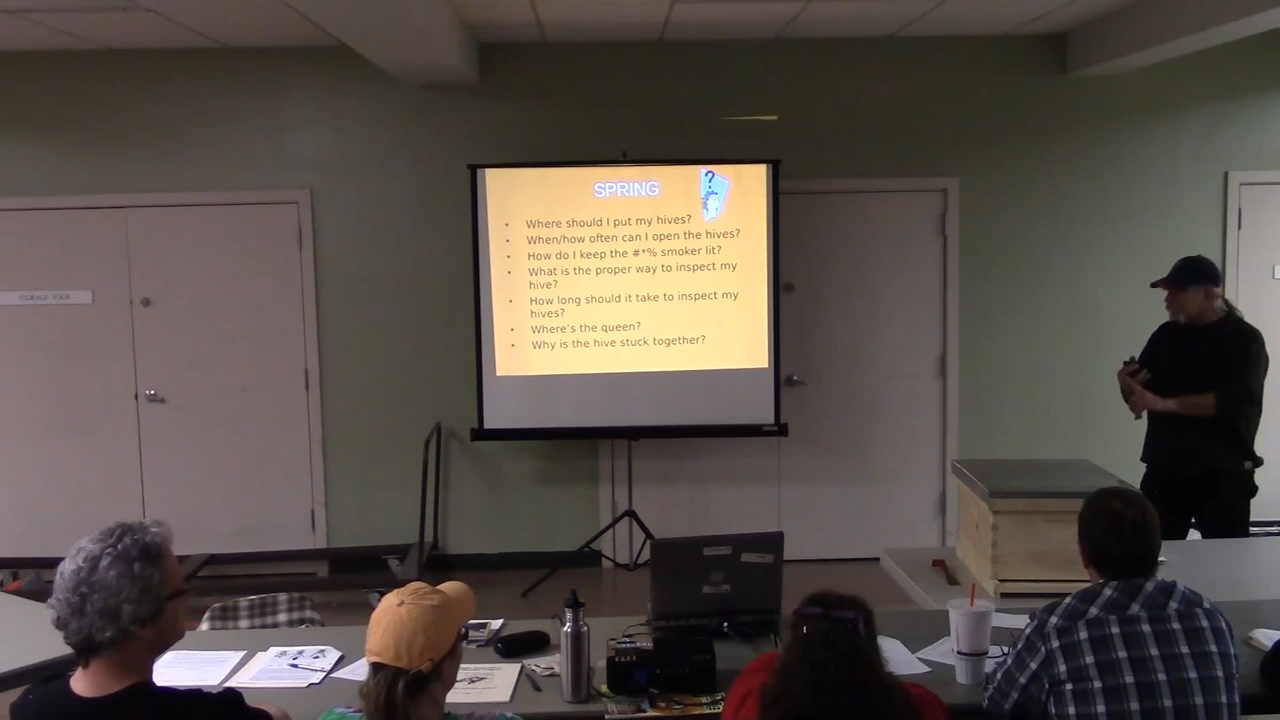 SPRING
?
• Where should I put my hives?
• When/how often can I open the hives?
• How do I keep the #*% smoker lit?
• What is the proper way to inspect my
hive?
• How long should it take to inspect my
hives?
• Where's the queen?
• Why is the hive stuck together?